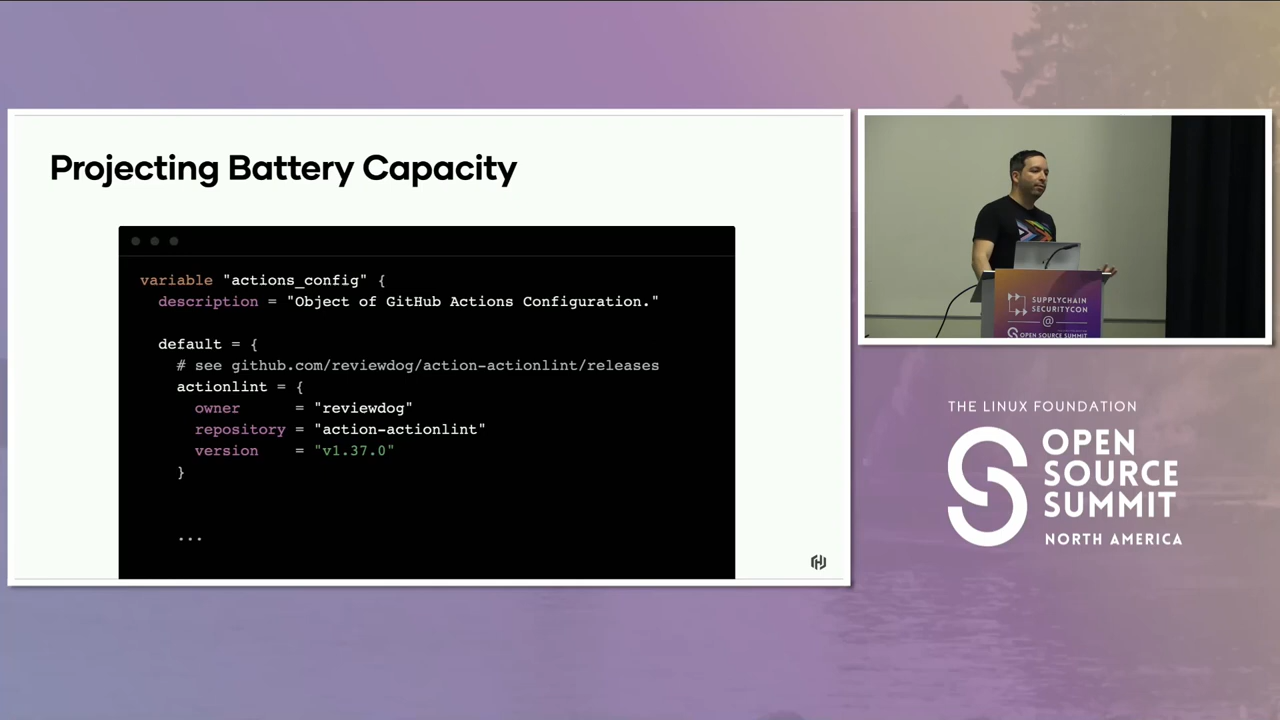 Projecting Battery Capacity
variable "actions_config" {
description = "Object of GitHub Actions Configuration."
default = {
# see github.com/reviewdog/action-actionlint/releases
actionlint = {
owner = "reviewdog"
repository = "action-actionlint"
version = "v1.37.0"
}
...
SUPPLYCHAIN
SECURITYCON
@
OPEN SOURCE SUMMIT
THE LINUX FOUNDATION
OPEN
SOURCE
SUMMIT
NORTH AMERICA